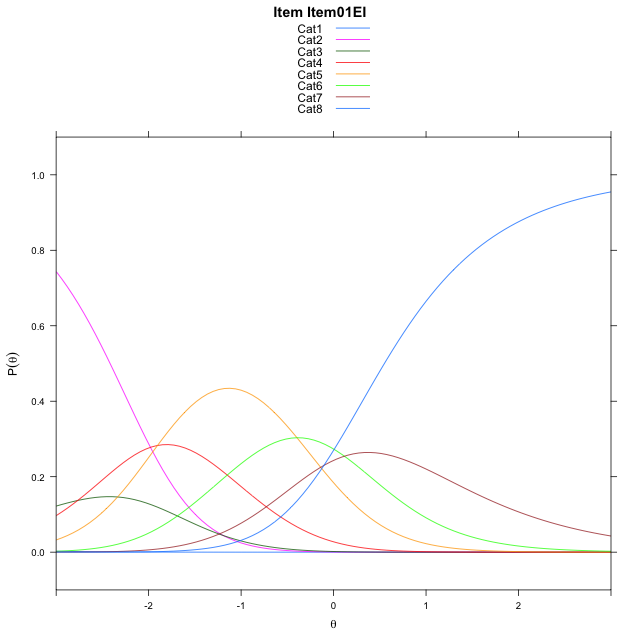 Item Item01EI
Cat1
Cat2
Cat3
Cat4
Cat5
Cat6
Cat7
Cat8
1.0
0.8
0.6
0.4
0.2
0.0
P(θ)
-2 -1 0 1 2
θ